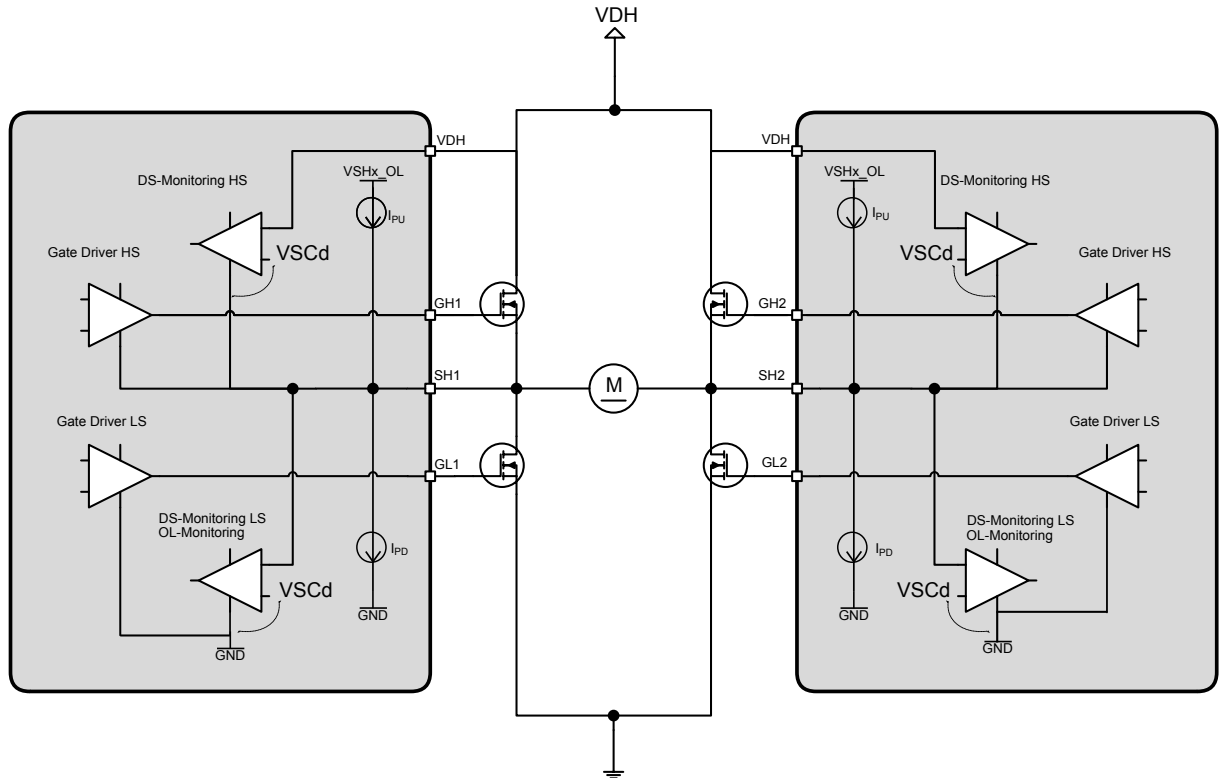 VDH
VDH
VDH
DS-Monitoring HS
VSHx_OL
VSHx_OL
DS-Monitoring HS
IPU
IPU
Gate Driver HS
VSCd
VSCd
Gate Driver HS
GH1
GH2
SH1
M
SH2
Gate Driver LS
Gate Driver LS
GL1
GL2
DS-Monitoring LS
OL-Monitoring
DS-Monitoring LS
OL-Monitoring
IPD
IPD
VSCd
VSCd
GND
GND
GND
GND